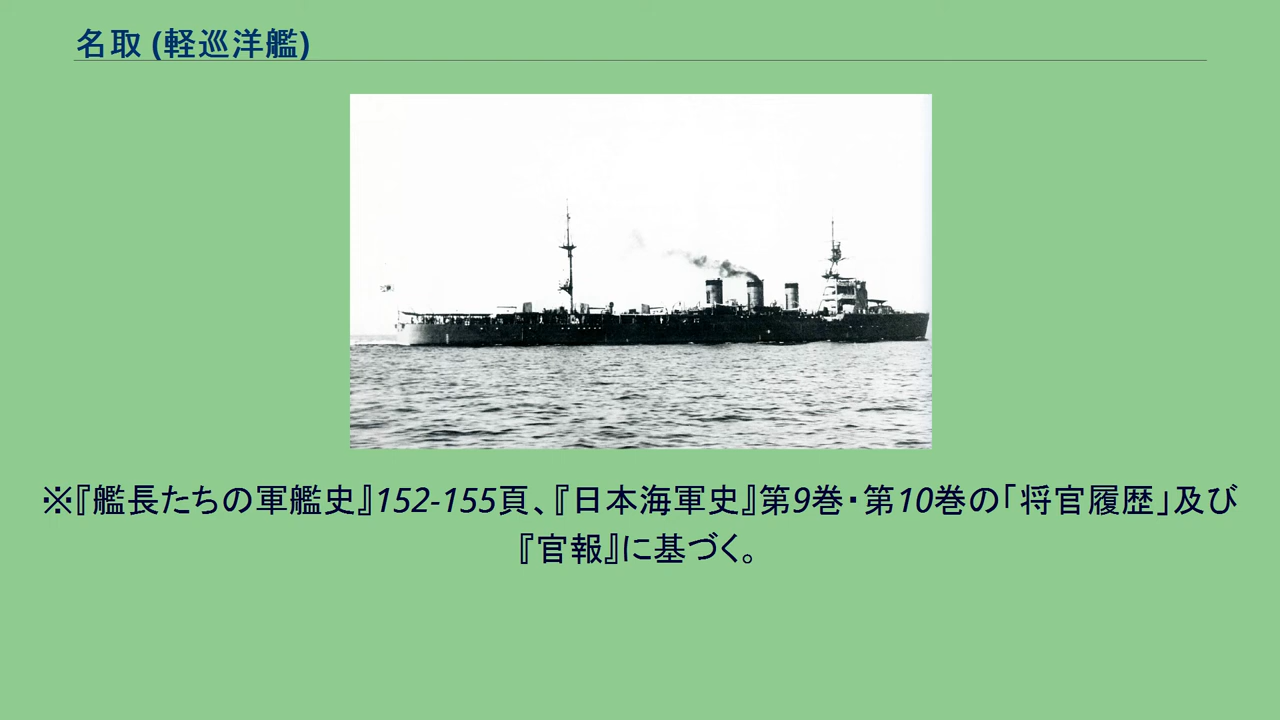 名取 (軽巡洋艦)
※『艦長たちの軍艦史』152-155頁、『日本海軍史』第9巻・第10巻の「将官履歴」及び
『官報』に基づく。